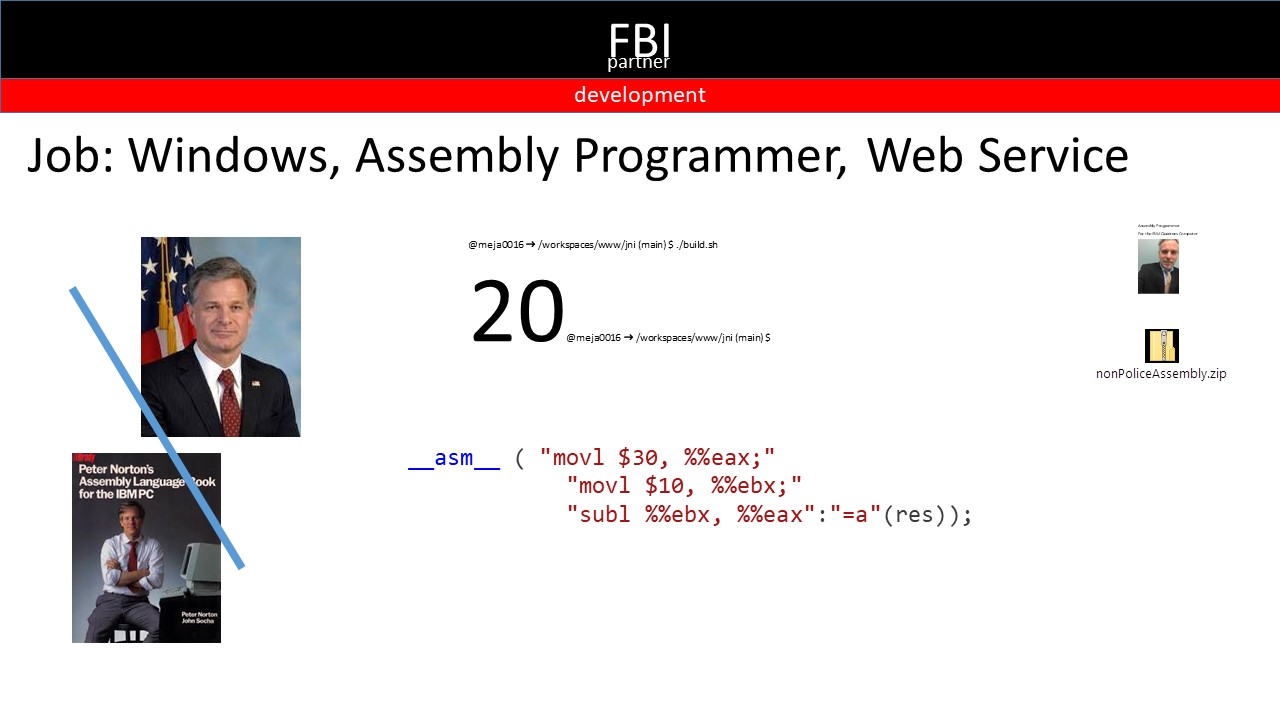 FBI
partner
development
Job: Windows, Assembly Programmer, Web Service
@meja0016 ➜ /workspaces/www/jni (main) $ ./build.sh
20@meja0016 ➜ /workspaces/www/jni (main) $
Assembly Programmer
For the IBM Quantum Computer
nonPoliceAssembly.zip
__asm__ ( "movl $30, %%eax;"
"movl $10, %%ebx;"
"subl %%ebx, %%eax":"=a"(res));
Brady
Peter Norton's
Assembly Language Book
for the IBM PC
Peter Norton
John Socha